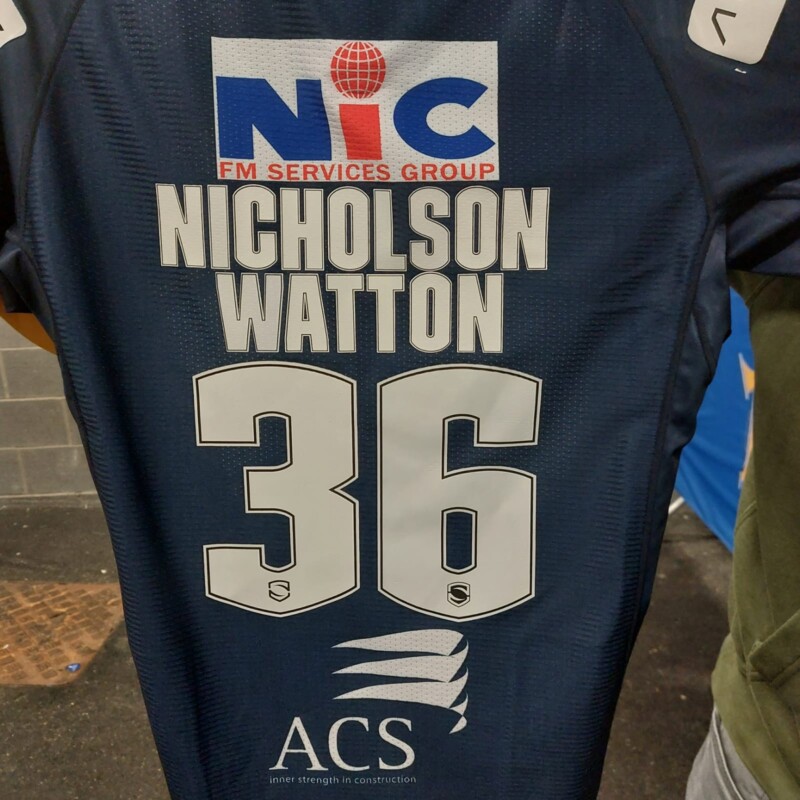 NiC
FM SERVICES GROUP
NICHOLSON
WATTON
36
ACS
inner strength in construction